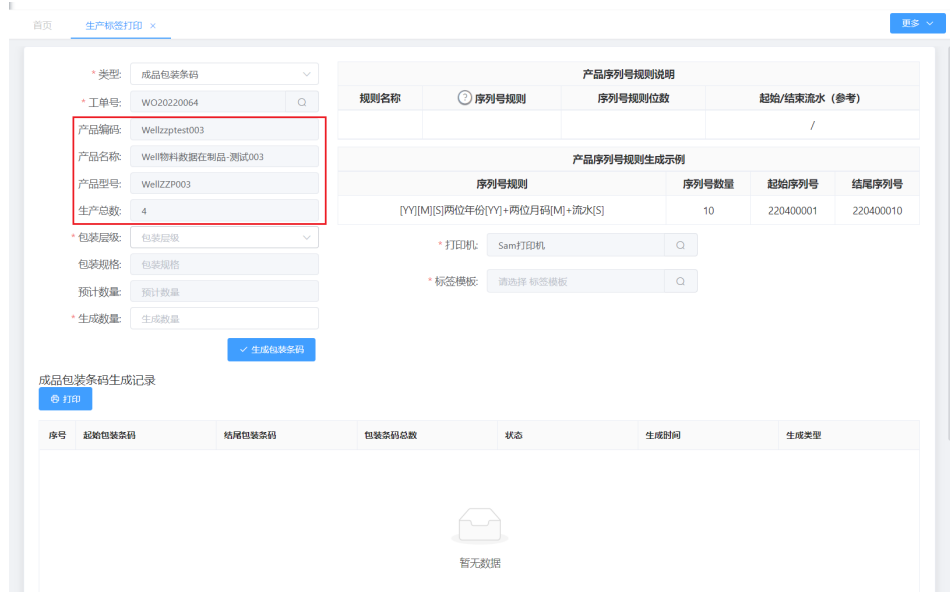 首页
生产标签打印 ×
更多
* 类型: 成品包装条码
* 工单号: WO20220064
产品编码: Wellzzptest003
产品名称: Well物料数据在制品-测试003
产品型号: WellZZP003
生产总数: 4
* 包装层级: 包装层级
包装规格: 包装规格
预计数量: 预计数量
* 生成数量: 生成数量
✓ 生成包装条码
产品序列号规则说明
规则名称 ? 序列号规则 序列号规则位数 起始/结束流水（参考）
/
产品序列号规则生成示例
序列号规则 序列号数量 起始序列号 结尾序列号
[YY][M][S]两位年份[YY]+两位月码[M]+流水[S] 10 220400001 220400010
* 打印机: Sam打印机
* 标签模板: 请选择 标签模板
成品包装条码生成记录
打印
序号 起始包装条码 结尾包装条码 包装条码总数 状态 生成时间 生成类型
暂无数据